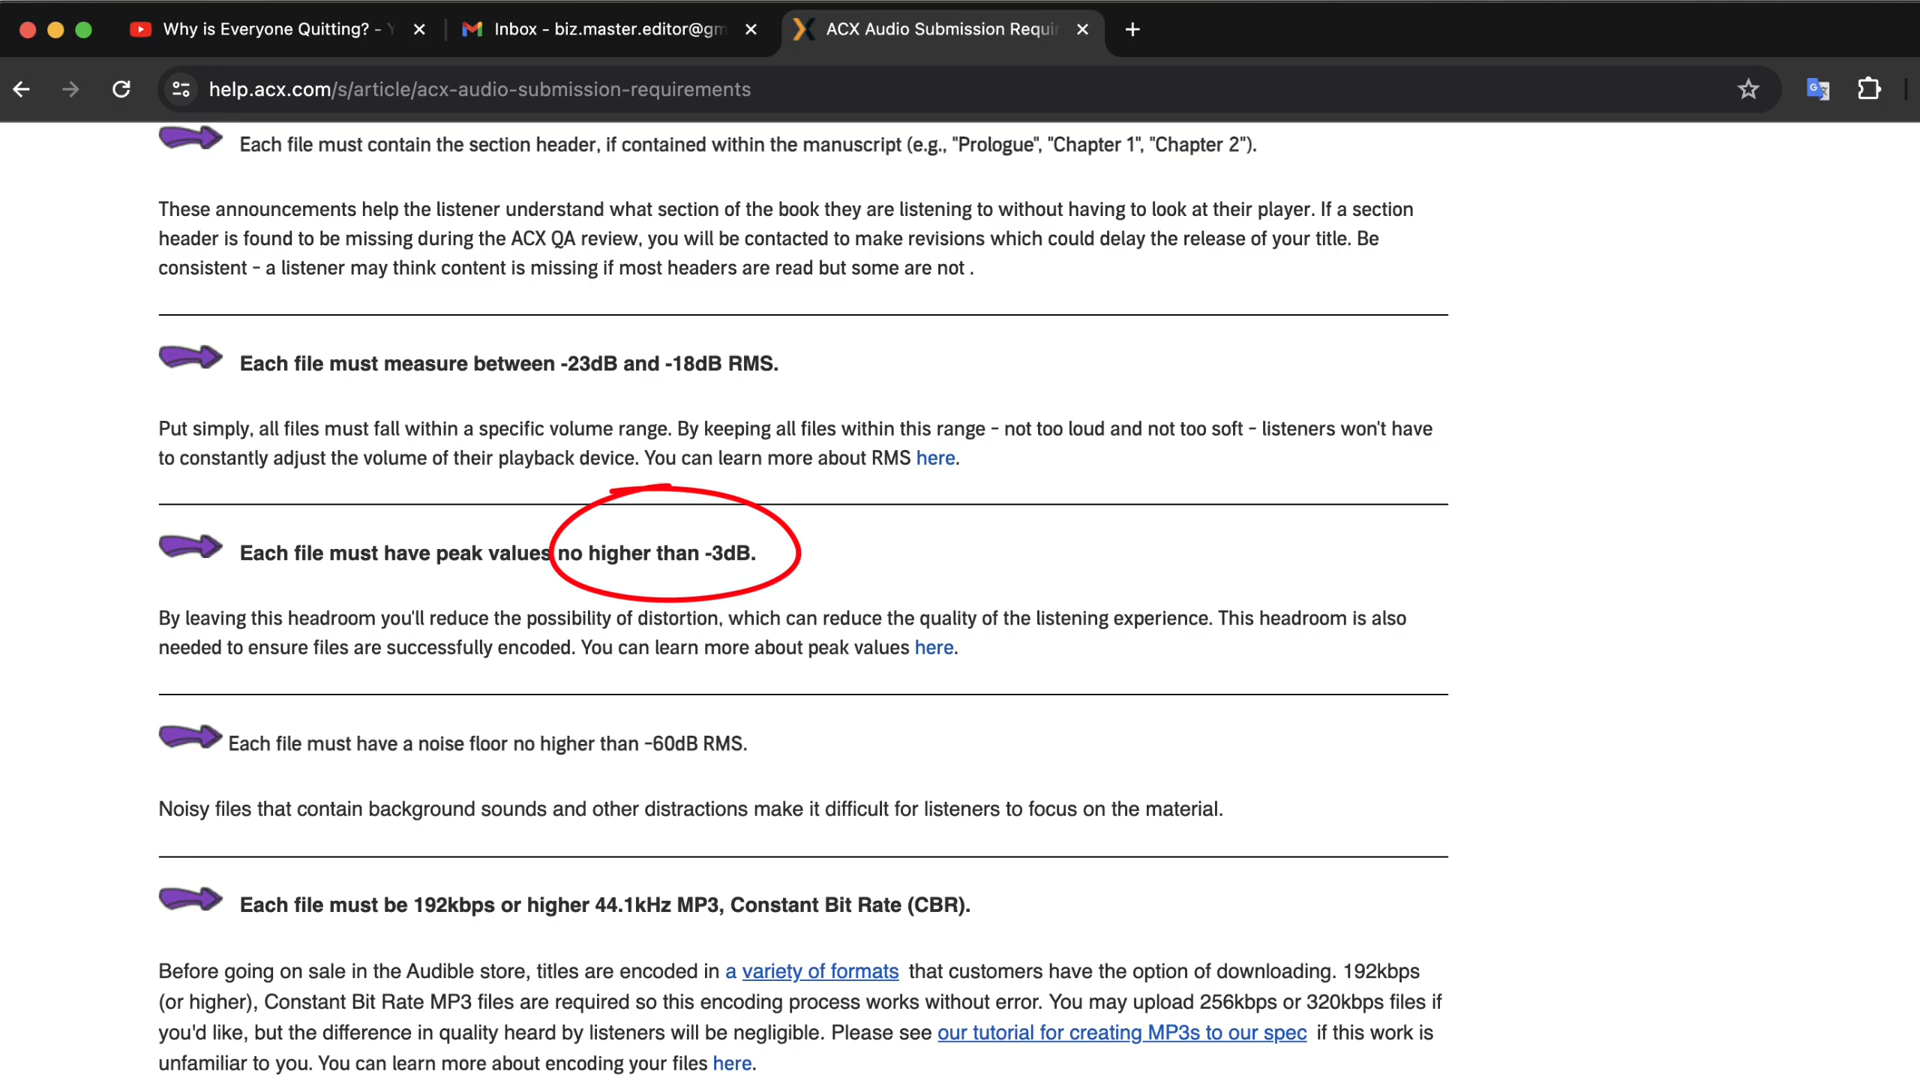 Why is Everyone Quitting? -
Inbox - biz.master.editor@gm
ACX Audio Submission Requi
help.acx.com/s/article/acx-audio-submission-requirements
Each file must contain the section header, if contained within the manuscript (e.g., "Prologue", "Chapter 1", "Chapter 2").
These announcements help the listener understand what section of the book they are listening to without having to look at their player. If a section
header is found to be missing during the ACX QA review, you will be contacted to make revisions which could delay the release of your title. Be
consistent - a listener may think content is missing if most headers are read but some are not .
Each file must measure between -23dB and -18dB RMS.
Put simply, all files must fall within a specific volume range. By keeping all files within this range - not too loud and not too soft - listeners won't have
to constantly adjust the volume of their playback device. You can learn more about RMS here.
Each file must have peak values no higher than -3dB.
By leaving this headroom you'll reduce the possibility of distortion, which can reduce the quality of the listening experience. This headroom is also
needed to ensure files are successfully encoded. You can learn more about peak values here.
Each file must have a noise floor no higher than -60dB RMS.
Noisy files that contain background sounds and other distractions make it difficult for listeners to focus on the material.
Each file must be 192kbps or higher 44.1kHz MP3, Constant Bit Rate (CBR).
Before going on sale in the Audible store, titles are encoded in a variety of formats that customers have the option of downloading. 192kbps
(or higher), Constant Bit Rate MP3 files are required so this encoding process works without error. You may upload 256kbps or 320kbps files if
you'd like, but the difference in quality heard by listeners will be negligible. Please see our tutorial for creating MP3s to our spec if this work is
unfamiliar to you. You can learn more about encoding your files here.